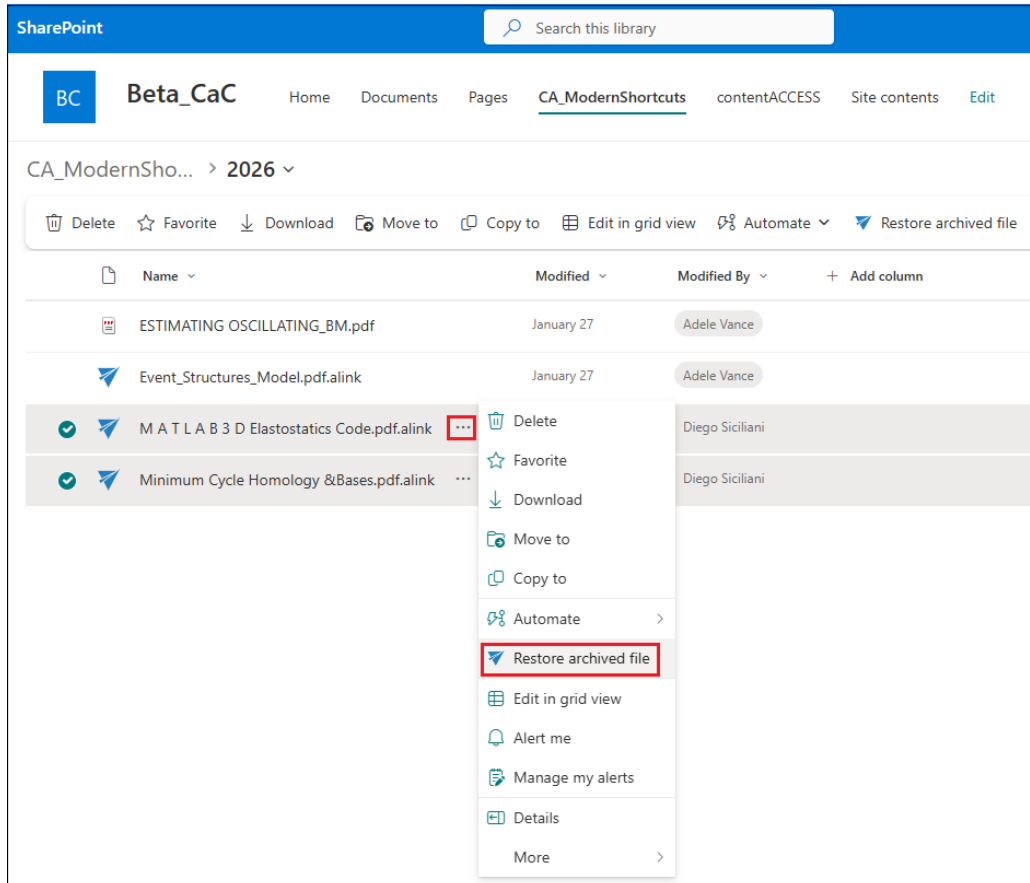 SharePoint
Search this library
BC
Beta_CaC
Home Documents Pages CA_ModernShortcuts contentACCESS Site contents Edit
CA_ModernSho... > 2026
Delete Favorite Download Move to Copy to Edit in grid view Automate Restore archived file
Name Modified Modified By + Add column
ESTIMATING OSCILLATING_BM.pdf January 27 Adele Vance
Event_Structures_Model.pdf.alink January 27 Adele Vance
M A T L A B 3 D Elastostatics Code.pdf.alink ... Diego Siciliani
Minimum Cycle Homology &Bases.pdf.alink ... Diego Siciliani
Delete
Favorite
Download
Move to
Copy to
Automate
Restore archived file
Edit in grid view
Alert me
Manage my alerts
Details
More